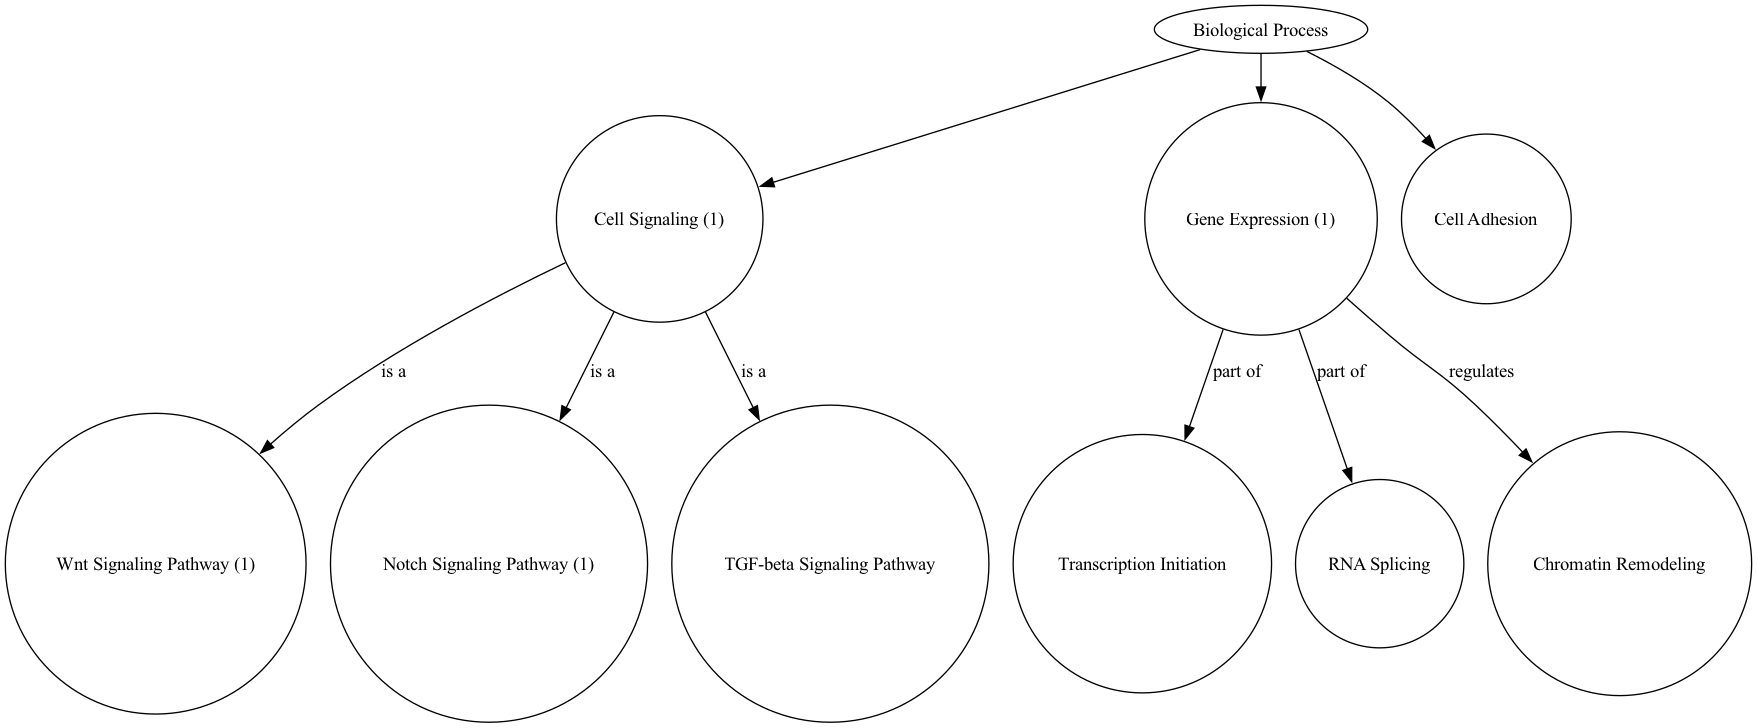 Biological Process
Cell Signaling (1)
Gene Expression (1)
Cell Adhesion
is a
is a
is a
part of
part of
regulates
Wnt Signaling Pathway (1)
Notch Signaling Pathway (1)
TGF-beta Signaling Pathway
Transcription Initiation
RNA Splicing
Chromatin Remodeling